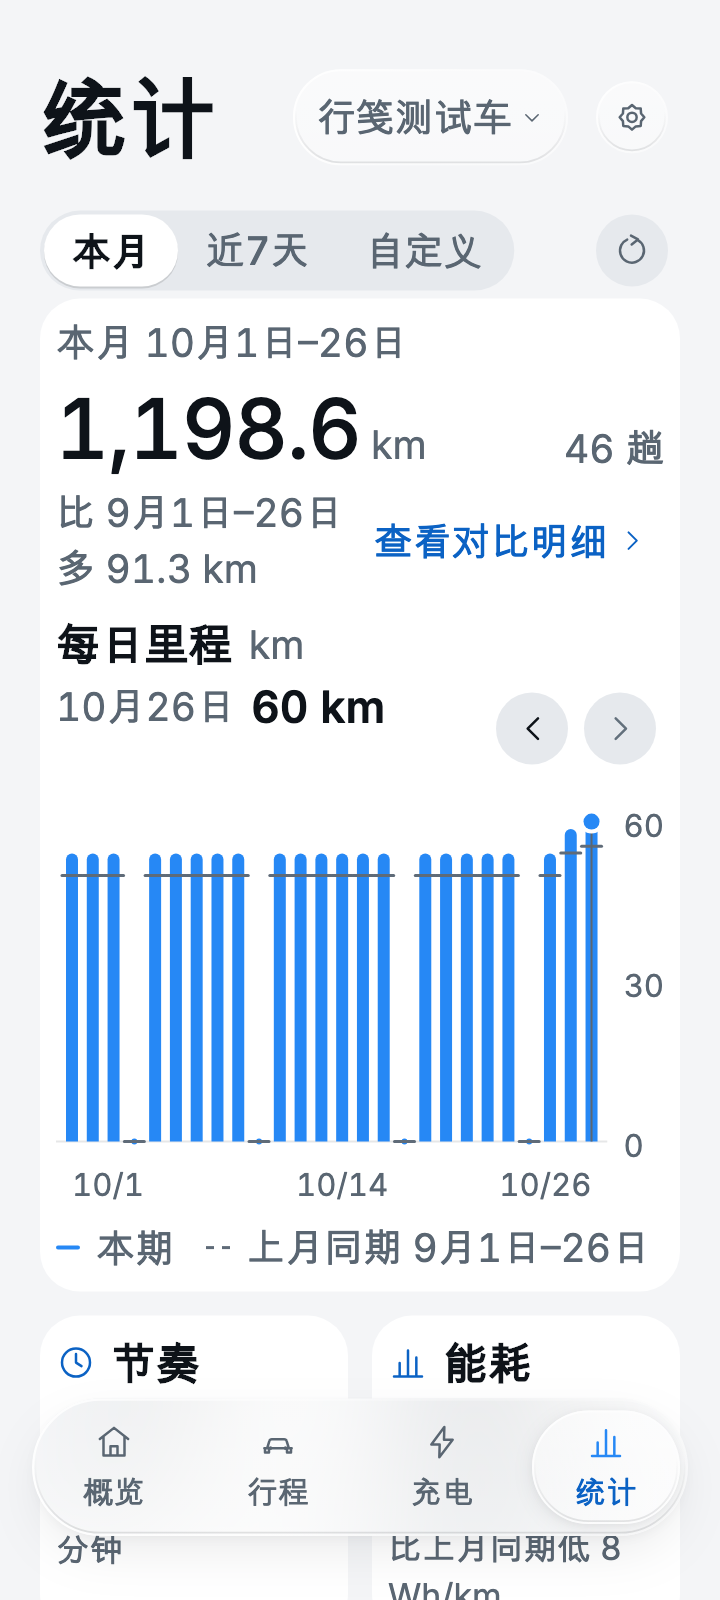 统计
行笺测试车
本月 近7天 自定义
本月 10月1日–26日
1,198.6 km
46 趟
比 9月1日–26日
多 91.3 km
查看对比明细
每日里程 km
10月26日 60 km
60
30
0
10/1 10/14 10/26
本期 上月同期 9月1日–26日
节奏
能耗
概览 行程 充电 统计
分钟
比上月同期低 8
Wh/km